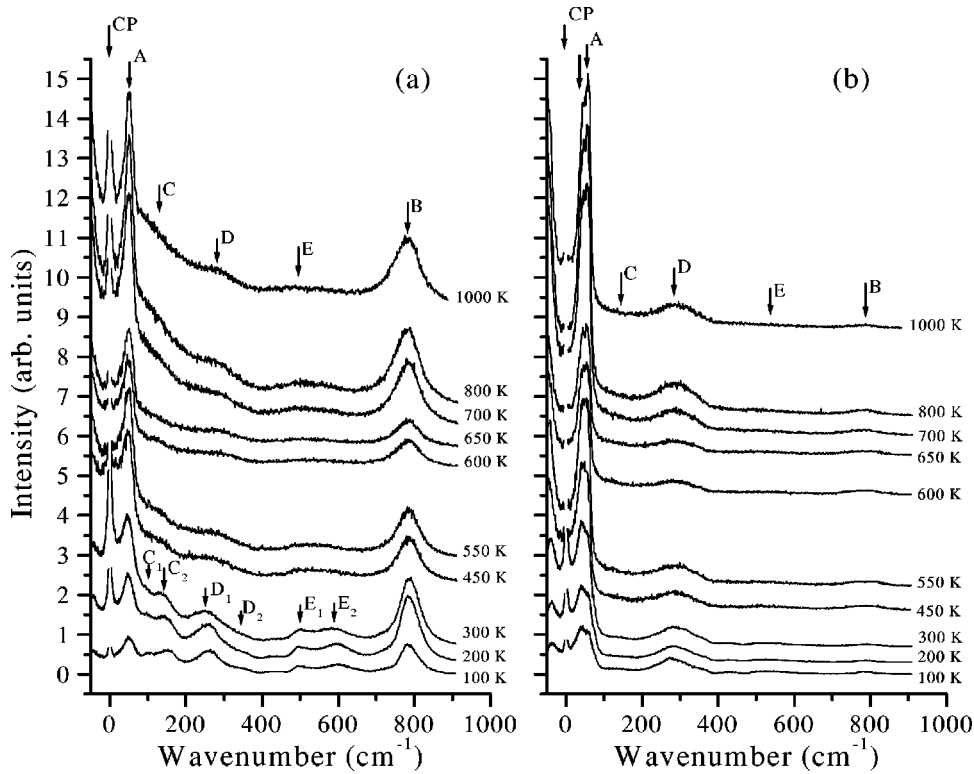 CP
A
(a)
C
D
E
B
1000 K
800 K
700 K
650 K
600 K
550 K
450 K
C1 C2
D1
D2
E1 E2
300 K
200 K
100 K
15
14
13
12
11
10
9
8
7
6
5
4
3
2
1
0
Intensity (arb. units)
0 200 400 600 800 1000
Wavenumber (cm-1)
CP
A
(b)
C
D
E
B
1000 K
800 K
700 K
650 K
600 K
550 K
450 K
300 K
200 K
100 K
0 200 400 600 800 1000
Wavenumber (cm-1)